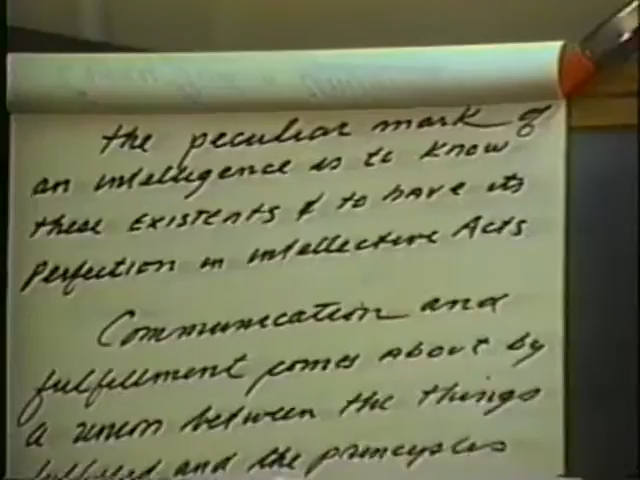 the peculiar mark of
an intelligence is to know
these Existents & to have its
Perfection in intellective Acts
Communication and
fulfillment comes about by
a union between the things
fulfilled and the principles